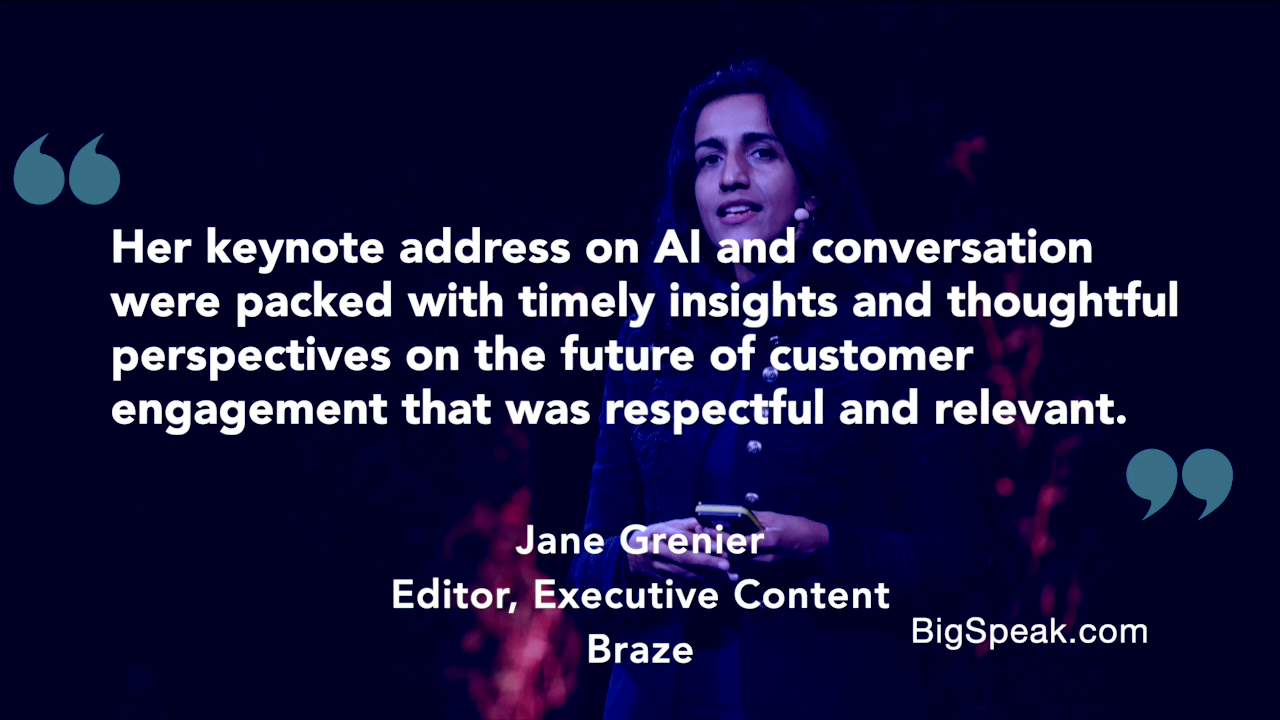 “
Her keynote address on AI and conversation
were packed with timely insights and thoughtful
perspectives on the future of customer
engagement that was respectful and relevant.
”
Jane Grenier
Editor, Executive Content
Braze
BigSpeak.com